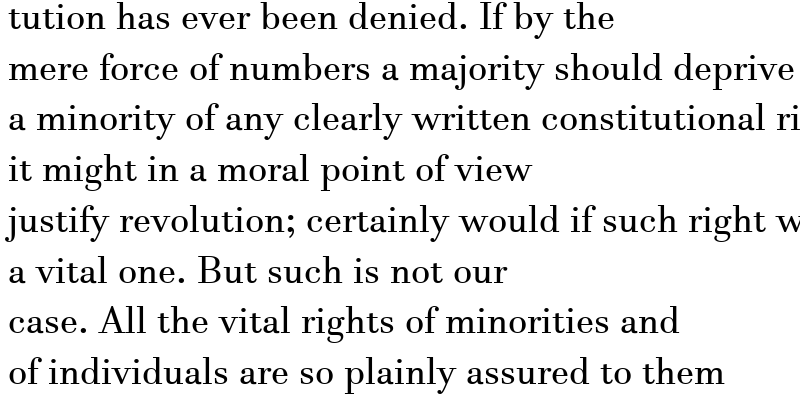 tution has ever been denied. If by the
mere force of numbers a majority should deprive
a minority of any clearly written constitutional
it might in a moral point of view
justify revolution; certainly would if such right
a vital one. But such is not our
case. All the vital rights of minorities and
of individuals are so plainly assured to them